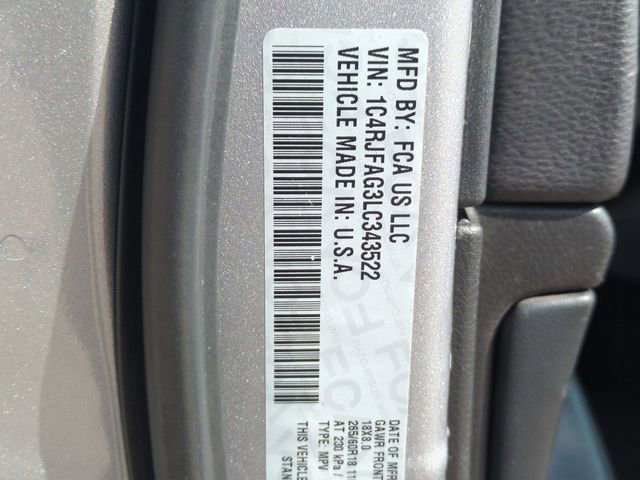 MFD BY: FCA US LLC
VIN: 1C4RJFAG3LC343522
VEHICLE MADE IN: U.S.A.
DATE OF MFR
GAWR FRONT
18X8.0
265/60R18
AT 230 kPa /
TYPE: MPV
THIS VEHICLE